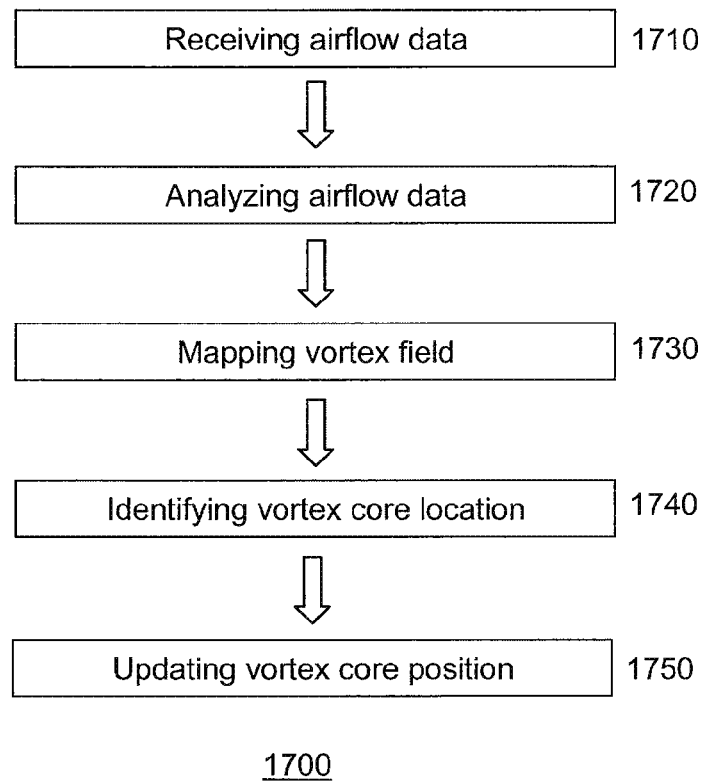 Receiving airflow data 1710
Analyzing airflow data 1720
Mapping vortex field 1730
Identifying vortex core location 1740
Updating vortex core position 1750
1700